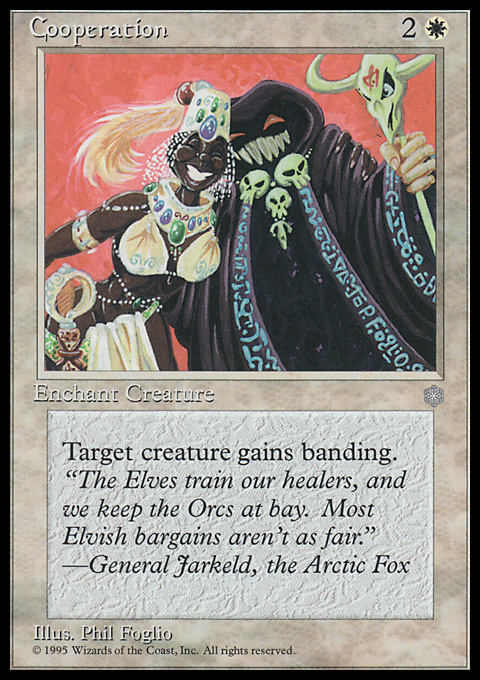 Cooperation 2
Enchant Creature
Target creature gains banding.
“The Elves train our healers, and
we keep the Orcs at bay. Most
Elvish bargains aren’t as fair.”
—General Jarkeld, the Arctic Fox
Illus. Phil Foglio
© 1995 Wizards of the Coast, Inc. All rights reserved.